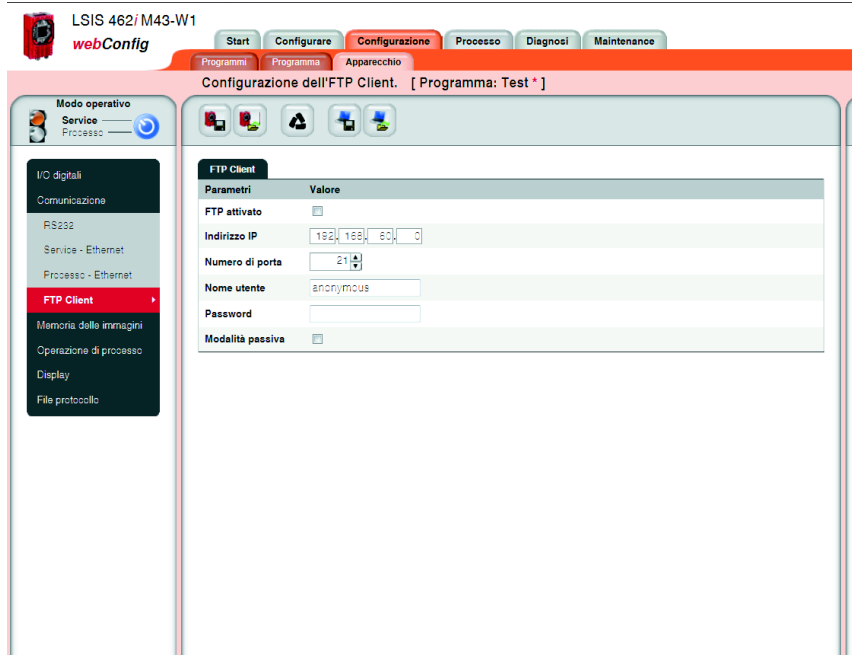 LSIS 462i M43-W1
webConfig
Start Configurare Configurazione Processo Diagnosi Maintenance
Programmi Programma Apparecchio
Configurazione dell'FTP Client. [ Programma: Test * ]
Modo operativo
Service
Processo
I/O digitali
Comunicazione
RS232
Service - Ethernet
Processo - Ethernet
FTP Client
Memoria delle immagini
Operazione di processo
Display
File protocollo
FTP Client
Parametri Valore
FTP attivato
Indirizzo IP 192. 168. 60. 0
Numero di porta 21
Nome utente anonymous
Password
Modalità passiva